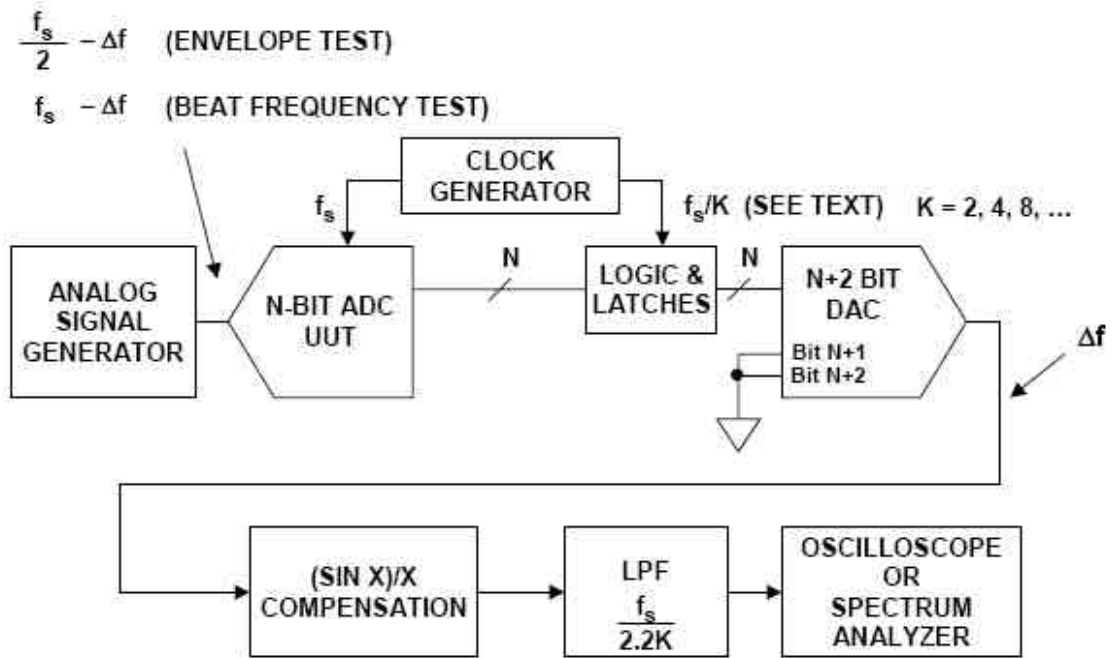 fs
2 – Δf (ENVELOPE TEST)
fs – Δf (BEAT FREQUENCY TEST)
CLOCK
GENERATOR
fs
fs/K (SEE TEXT) K = 2, 4, 8, ...
ANALOG
SIGNAL
GENERATOR
N-BIT ADC
UUT
N
LOGIC &
LATCHES
N
N+2 BIT
DAC
Bit N+1
Bit N+2
Δf
(SIN X)/X
COMPENSATION
LPF
fs
2.2K
OSCILLOSCOPE
OR
SPECTRUM
ANALYZER